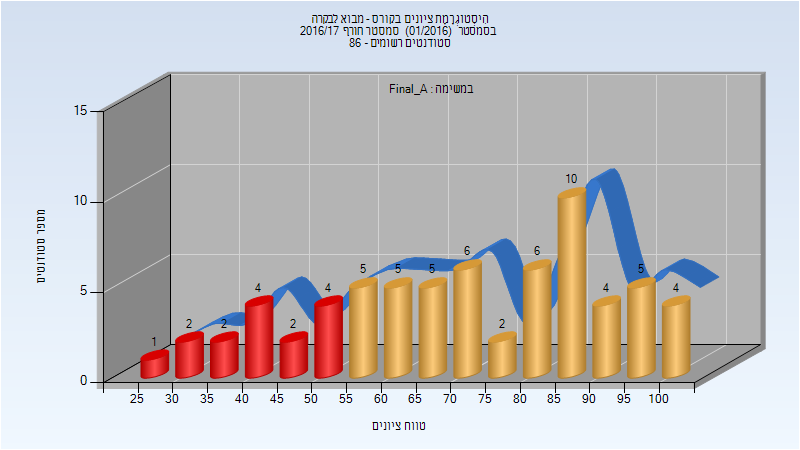 היסטוגרמת ציונים בקורס - מבוא לבקרה
בסמסטר (01/2016) סמסטר חורף 2016/17
סטודנטים רשומים - 86
במשימה : Final_A
מספר סטודנטים
15
10
5
0
1 2 2 4 2 4 5 5 5 6 2 6 10 4 5 4
25 30 35 40 45 50 55 60 65 70 75 80 85 90 95 100
טווח ציונים